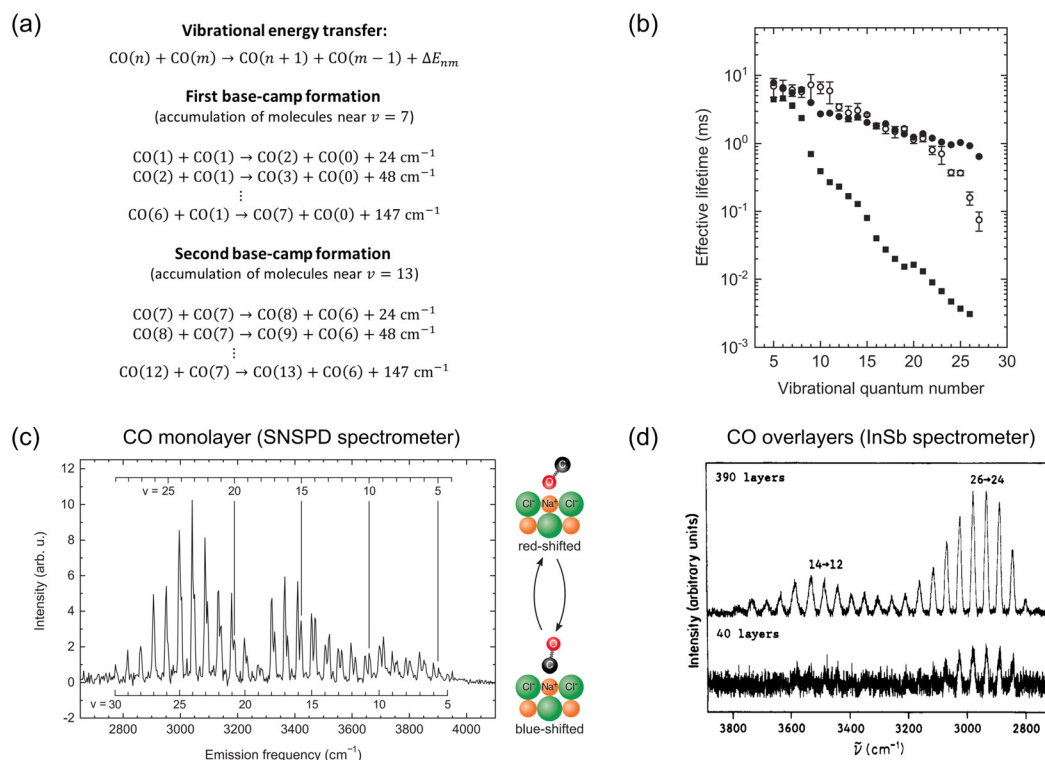 (a)
Vibrational energy transfer:
CO(n) + CO(m) → CO(n + 1) + CO(m − 1) + ΔEₙₘ
First base-camp formation
(accumulation of molecules near v = 7)
CO(1) + CO(1) → CO(2) + CO(0) + 24 cm⁻¹
CO(2) + CO(1) → CO(3) + CO(0) + 48 cm⁻¹
⋮
CO(6) + CO(1) → CO(7) + CO(0) + 147 cm⁻¹
Second base-camp formation
(accumulation of molecules near v = 13)
CO(7) + CO(7) → CO(8) + CO(6) + 24 cm⁻¹
CO(8) + CO(7) → CO(9) + CO(6) + 48 cm⁻¹
⋮
CO(12) + CO(7) → CO(13) + CO(6) + 147 cm⁻¹
(b)
Effective lifetime (ms)
10¹
10⁰
10⁻¹
10⁻²
10⁻³
5 10 15 20 25 30
Vibrational quantum number
(c)
CO monolayer (SNSPD spectrometer)
Intensity (arb. u.)
12
10
8
6
4
2
0
-2
v = 25 20 15 10 5
v = 30 25 20 15 10 5
2800 3000 3200 3400 3600 3800 4000
Emission frequency (cm⁻¹)
C
O
Cl⁻ Na⁺ Cl⁻
red-shifted
O
C
Cl⁻ Na⁺ Cl⁻
blue-shifted
(d)
CO overlayers (InSb spectrometer)
Intensity (arbitrary units)
390 layers
26→24
14→12
40 layers
3800 3600 3400 3200 3000 2800
ν̃ (cm⁻¹)